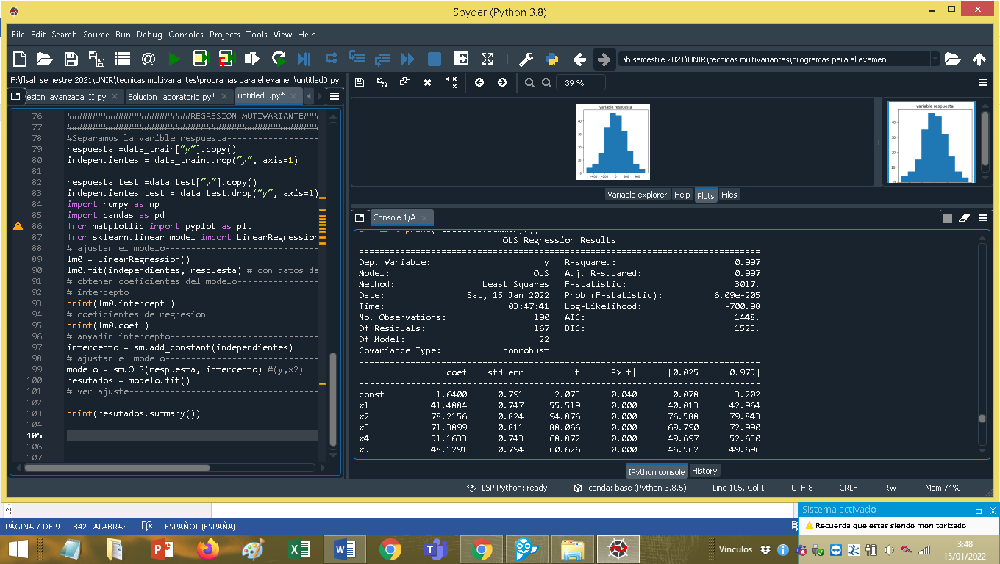 Spyder (Python 3.8)
File Edit Search Source Run Debug Consoles Projects Tools View Help
ah semestre 2021\UNIR\tecnicas multivariantes\programas para el examen
F:\flsah semestre 2021\UNIR\tecnicas multivariantes\programas para el examen\untitled0.py
39 %
esion_avanzada_II.py Solucion_laboratorio.py* untitled0.py*
76 ############################REGRESION MUTIVARIANTE###
77 #########################################################
78 #Separamos la varible respuesta------------------
79 respuesta =data_train["y"].copy()
80 independientes = data_train.drop("y", axis=1)
81
82 respuesta_test =data_test["y"].copy()
83 independientes_test = data_test.drop("y", axis=1)
84 import numpy as np
85 import pandas as pd
86 from matplotlib import pyplot as plt
87 from sklearn.linear_model import LinearRegression
88 # ajustar el modelo------------------------------
89 lm0 = LinearRegression()
90 lm0.fit(independientes, respuesta) # con datos de
91 # obtener coeficientes del modelo----------------
92 # intercepto
93 print(lm0.intercept_)
94 # coeficientes de regresion
95 print(lm0.coef_)
96 # anyadir intercepto-----------------------------
97 intercepto = sm.add_constant(independientes)
98 # ajustar el modelo------------------------------
99 modelo = sm.OLS(respuesta, intercepto) #(y,x2)
100 resutados = modelo.fit()
101 # ver ajuste-------------------------------------
102
103 print(resutados.summary())
104
105
106
107
variable respuesta
40
30
20
10
0
-400 -200 0 200 400
variable respuesta
40
30
20
10
0
Variable explorer Help Plots Files
Console 1/A
OLS Regression Results
==============================================================================
Dep. Variable: y R-squared: 0.997
Model: OLS Adj. R-squared: 0.997
Method: Least Squares F-statistic: 3017.
Date: Sat, 15 Jan 2022 Prob (F-statistic): 6.09e-205
Time: 03:47:41 Log-Likelihood: -700.98
No. Observations: 190 AIC: 1448.
Df Residuals: 167 BIC: 1523.
Df Model: 22
Covariance Type: nonrobust
==============================================================================
coef std err t P>|t| [0.025 0.975]
------------------------------------------------------------------------------
const 1.6400 0.791 2.073 0.040 0.078 3.202
x1 41.4884 0.747 55.519 0.000 40.013 42.964
x2 78.2156 0.824 94.876 0.000 76.588 79.843
x3 71.3899 0.811 88.066 0.000 69.790 72.990
x4 51.1633 0.743 68.872 0.000 49.697 52.630
x5 48.1291 0.794 60.626 0.000 46.562 49.696
IPython console History
LSP Python: ready conda: base (Python 3.8.5) Line 105, Col 1 UTF-8 CRLF RW Mem 74%
12
Sistema activado
Recuerda que estas siendo monitorizado
PÁGINA 7 DE 9 842 PALABRAS ESPAÑOL (ESPAÑA)
Vínculos
3:48
15/01/2022